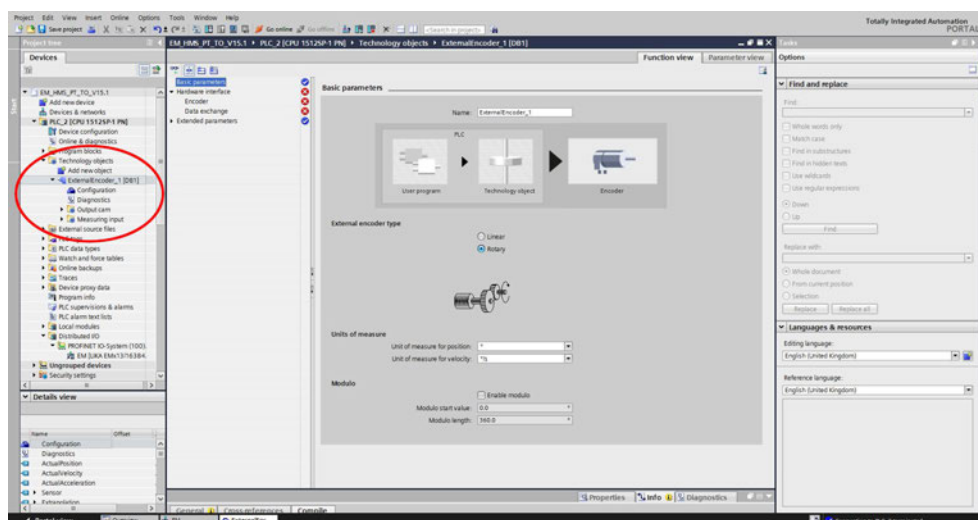 Project Edit View Insert Online Options Tools Window Help
Totally Integrated Automation
PORTAL
Save project
Go online
Go offline
<Search in project>
Project tree
EM_HMS_PT_TO_V15.1 ▸ PLC_2 [CPU 1512SP-1 PN] ▸ Technology objects ▸ ExternalEncoder_1 [DB1]
Tasks
Devices
Function view
Parameter view
Options
EM_HMS_PT_TO_V15.1
Add new device
Devices & networks
PLC_2 [CPU 1512SP-1 PN]
Device configuration
Online & diagnostics
Program blocks
Technology objects
Add new object
ExternalEncoder_1 [DB1]
Configuration
Diagnostics
Output cam
Measuring input
External source files
PLC tags
PLC data types
Watch and force tables
Online backups
Traces
Device proxy data
Program info
PLC supervisions & alarms
PLC alarm text lists
Local modules
Distributed I/O
PROFINET IO-System (100)
EM [LIKA EMx13/16384
Ungrouped devices
Security settings
Details view
Name
Offset
Configuration
Diagnostics
ActualPosition
ActualVelocity
ActualAcceleration
Sensor
Extrapolation
Basic parameters
Hardware interface
Encoder
Data exchange
Extended parameters
Basic parameters
Name: ExternalEncoder_1
PLC
User program
Technology object
Encoder
External encoder type
Linear
Rotary
Units of measure
Unit of measure for position: °
Unit of measure for velocity: °/s
Modulo
Enable modulo
Modulo start value: 0.0 °
Modulo length: 360.0 °
Properties
Info
Diagnostics
General
Cross-references
Compile
Find and replace
Find:
Whole words only
Match case
Find in substructures
Find in hidden texts
Use wildcards
Use regular expressions
Down
Up
Find
Replace with:
Whole document
From current position
Selection
Replace
Replace all
Languages & resources
Editing language:
English (United Kingdom)
Reference language:
English (United Kingdom)